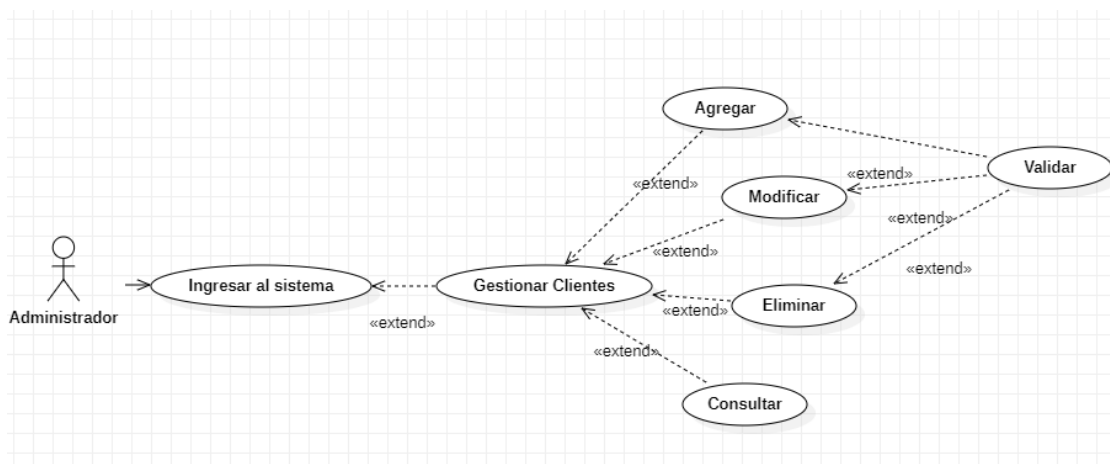 Agregar
Validar
«extend»
«extend»
Modificar
«extend»
«extend»
«extend»
Ingresar al sistema
Gestionar Clientes
Eliminar
«extend»
Administrador
«extend»
«extend»
Consultar